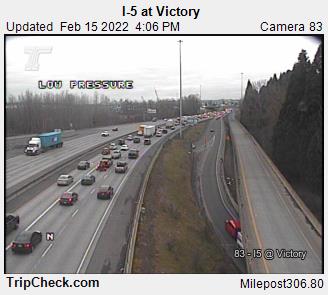 I-5 at Victory
Updated Feb 15 2022 4:06 PM Camera 83
LOW PRESSURE
N
83 - I5 @ Victory
TripCheck.com Milepost306.80